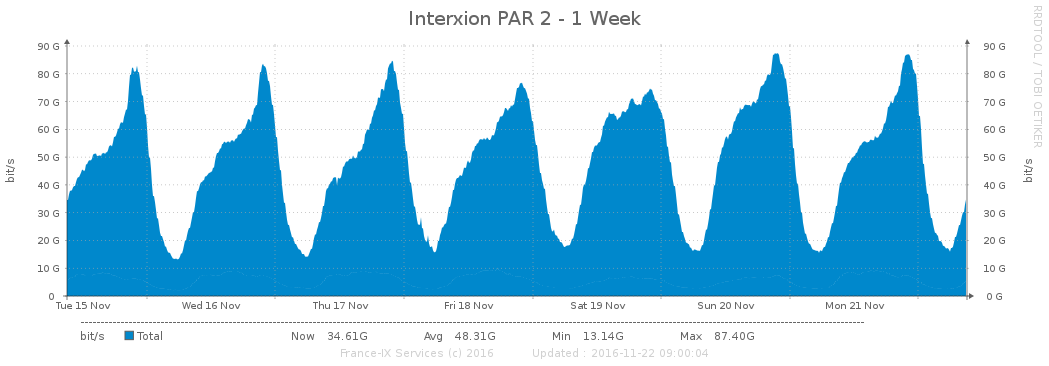 Interxion PAR 2 - 1 Week
RRDTOOL / TOBI OETIKER
90 G 90 G
80 G 80 G
70 G 70 G
60 G 60 G
50 G 50 G
40 G 40 G
30 G 30 G
20 G 20 G
10 G 10 G
0 0 G
bit/s bit/s
Tue 15 Nov Wed 16 Nov Thu 17 Nov Fri 18 Nov Sat 19 Nov Sun 20 Nov Mon 21 Nov
bit/s Total Now 34.61G Avg 48.31G Min 13.14G Max 87.40G
France-IX Services (c) 2016 Updated : 2016-11-22 09:00:04